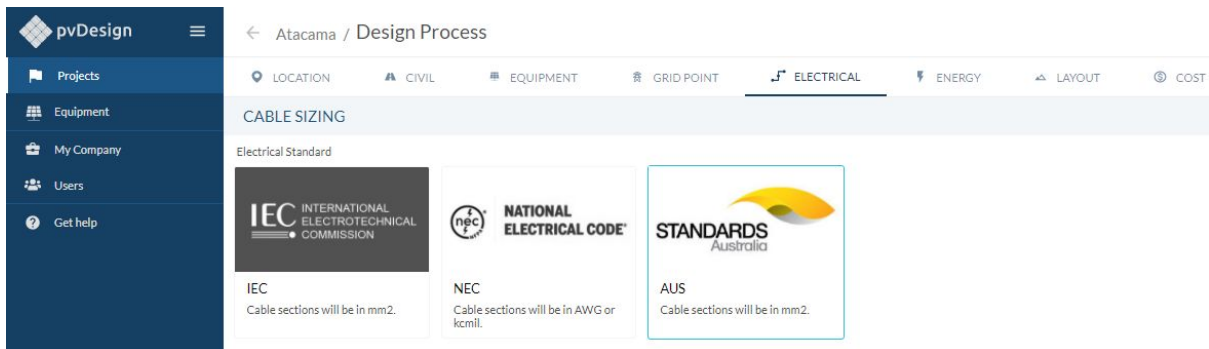 pvDesign
Atacama / Design Process
Projects
Equipment
My Company
Users
Get help
LOCATION CIVIL EQUIPMENT GRID POINT ELECTRICAL ENERGY LAYOUT COST
CABLE SIZING
Electrical Standard
IEC INTERNATIONAL
ELECTROTECHNICAL
COMMISSION
IEC
Cable sections will be in mm2.
nec NATIONAL
ELECTRICAL CODE®
NEC
Cable sections will be in AWG or
kcmil.
STANDARDS
Australia
AUS
Cable sections will be in mm2.